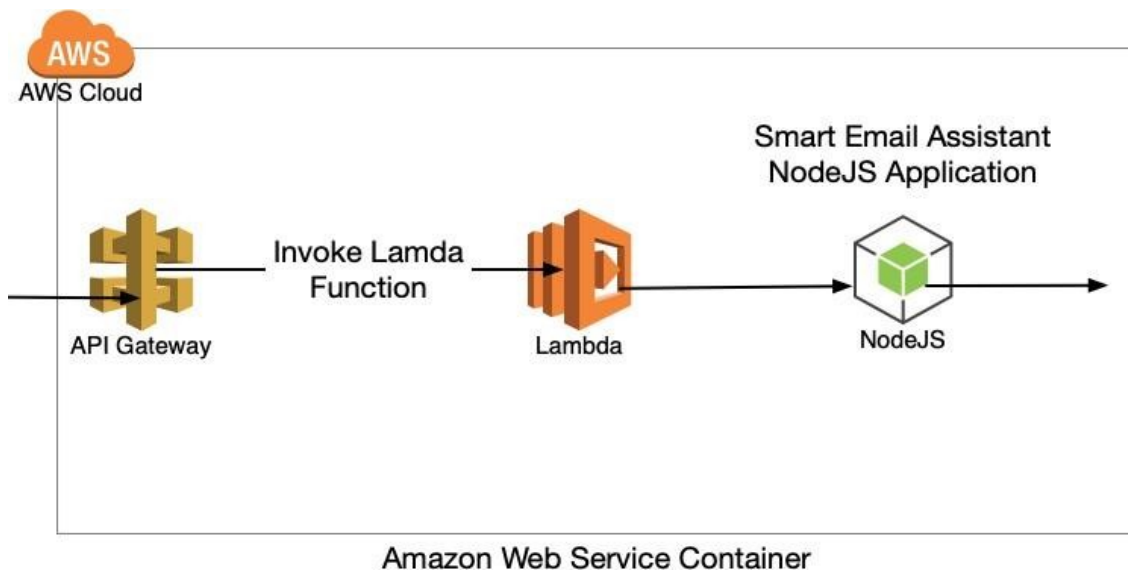 AWS
AWS Cloud
Smart Email Assistant
NodeJS Application
Invoke Lamda
Function
API Gateway
Lambda
NodeJS
Amazon Web Service Container